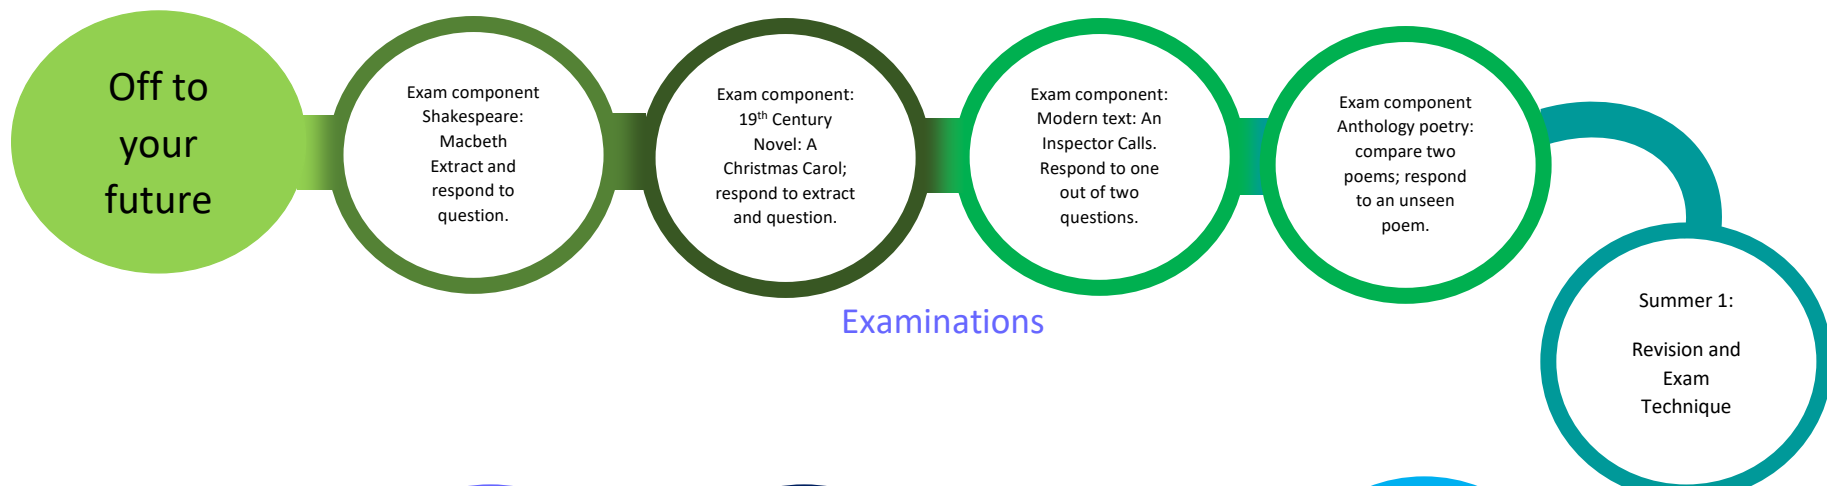 Off to
your
future
Exam component
Shakespeare:
Macbeth
Extract and
respond to
question.
Exam component:
19th Century
Novel: A
Christmas Carol;
respond to extract
and question.
Exam component:
Modern text: An
Inspector Calls.
Respond to one
out of two
questions.
Exam component
Anthology poetry:
compare two
poems; respond
to an unseen
poem.
Summer 1:
Revision and
Exam
Technique
Examinations